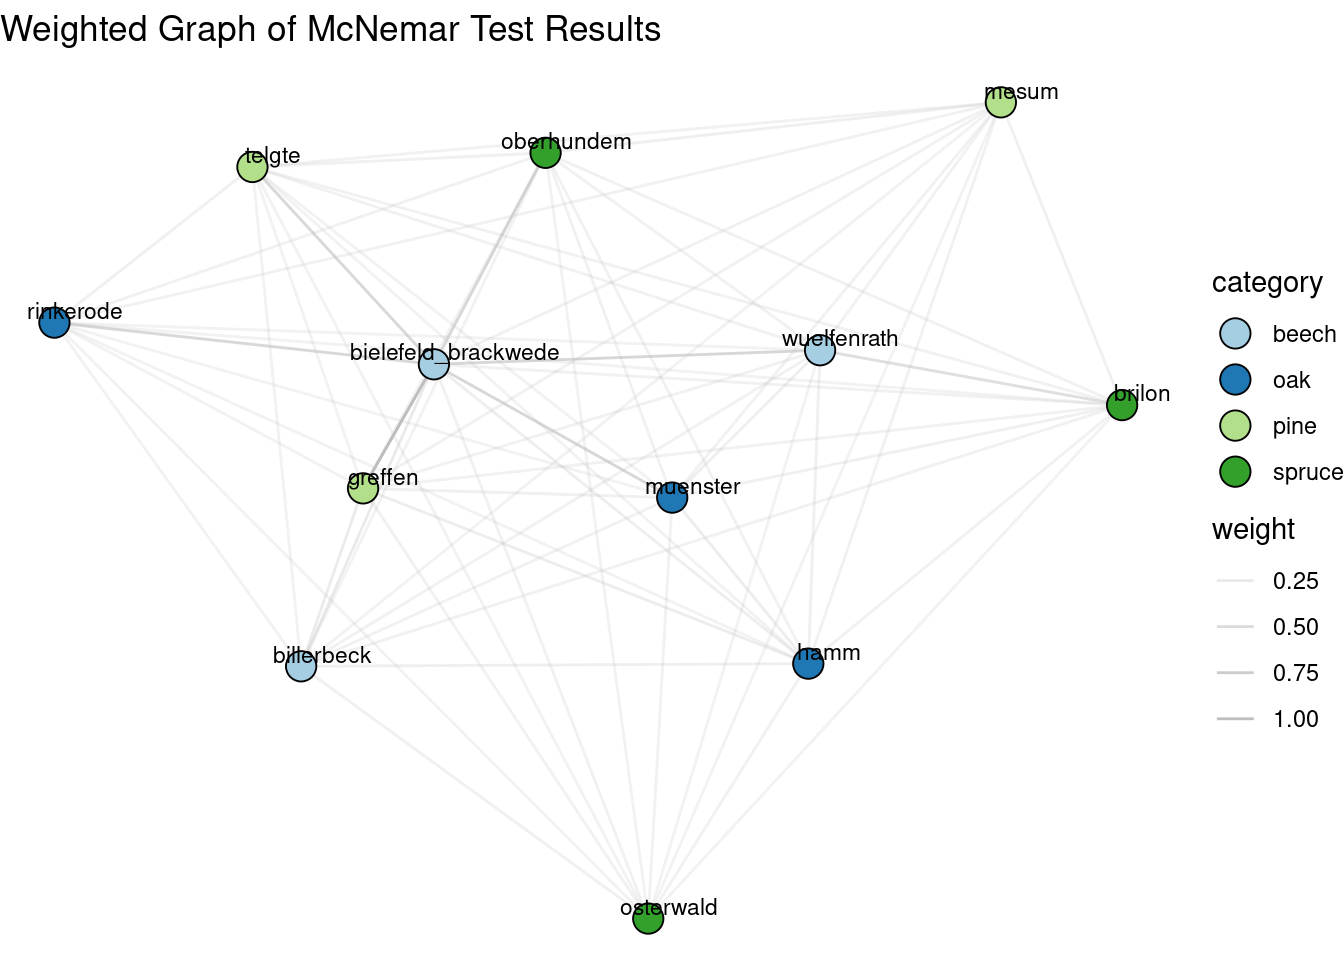 Weighted Graph of McNemar Test Results
mesum
oberhundem
telgte
rinkerode
bielefeld_brackwede
wuelfenrath
brilon
greffen
muenster
billerbeck
hamm
osterwald
category
beech
oak
pine
spruce
weight
0.25
0.50
0.75
1.00